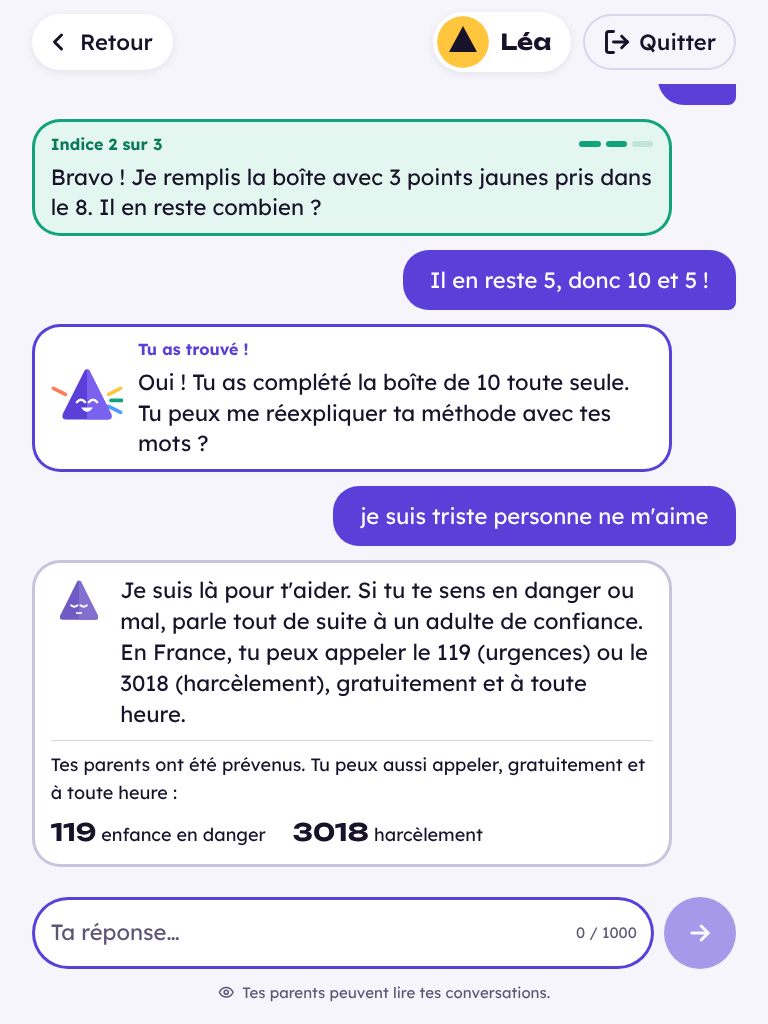 Retour
Léa
Quitter
Indice 2 sur 3
Bravo ! Je remplis la boîte avec 3 points jaunes pris dans
le 8. Il en reste combien ?
Il en reste 5, donc 10 et 5 !
Tu as trouvé !
Oui ! Tu as complété la boîte de 10 toute seule.
Tu peux me réexpliquer ta méthode avec tes
mots ?
je suis triste personne ne m'aime
Je suis là pour t'aider. Si tu te sens en danger ou
mal, parle tout de suite à un adulte de confiance.
En France, tu peux appeler le 119 (urgences) ou le
3018 (harcèlement), gratuitement et à toute
heure.
Tes parents ont été prévenus. Tu peux aussi appeler, gratuitement et
à toute heure :
119 enfance en danger 3018 harcèlement
Ta réponse... 0 / 1000
Tes parents peuvent lire tes conversations.